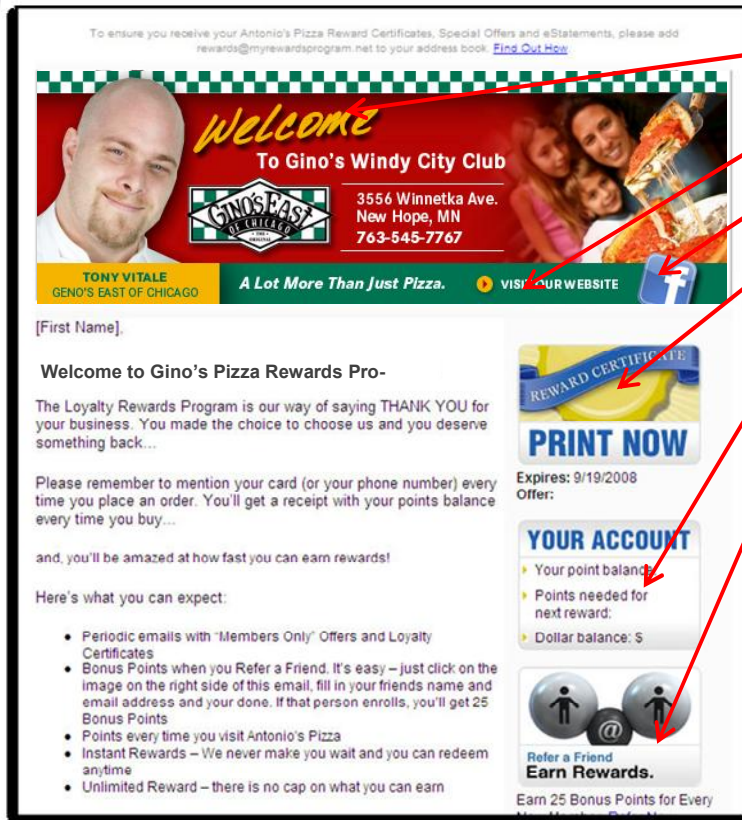 To ensure you receive your Antonio's Pizza Reward Certificates, Special Offers and eStatements, please add
rewards@myrewardsprogram.net to your address book. Find Out How
Welcome
To Gino's Windy City Club
GINO'S EAST
OF CHICAGO
THE
ORIGINAL
3556 Winnetka Ave.
New Hope, MN
763-545-7767
TONY VITALE
GENO'S EAST OF CHICAGO
A Lot More Than Just Pizza.
VISIT OUR WEBSITE
f
[First Name],
Welcome to Gino's Pizza Rewards Pro-
The Loyalty Rewards Program is our way of saying THANK YOU for
your business. You made the choice to choose us and you deserve
something back...
Please remember to mention your card (or your phone number) every
time you place an order. You'll get a receipt with your points balance
every time you buy...
and, you'll be amazed at how fast you can earn rewards!
Here's what you can expect:
• Periodic emails with "Members Only" Offers and Loyalty
Certificates
• Bonus Points when you Refer a Friend. It's easy – just click on the
image on the right side of this email, fill in your friends name and
email address and your done. If that person enrolls, you'll get 25
Bonus Points
• Points every time you visit Antonio's Pizza
• Instant Rewards – We never make you wait and you can redeem
anytime
• Unlimited Reward – there is no cap on what you can earn
REWARD CERTIFICATE
PRINT NOW
Expires: 9/19/2008
Offer:
YOUR ACCOUNT
Your point balance:
Points needed for
next reward:
Dollar balance: $
@
Refer a Friend
Earn Rewards.
Earn 25 Bonus Points for Every